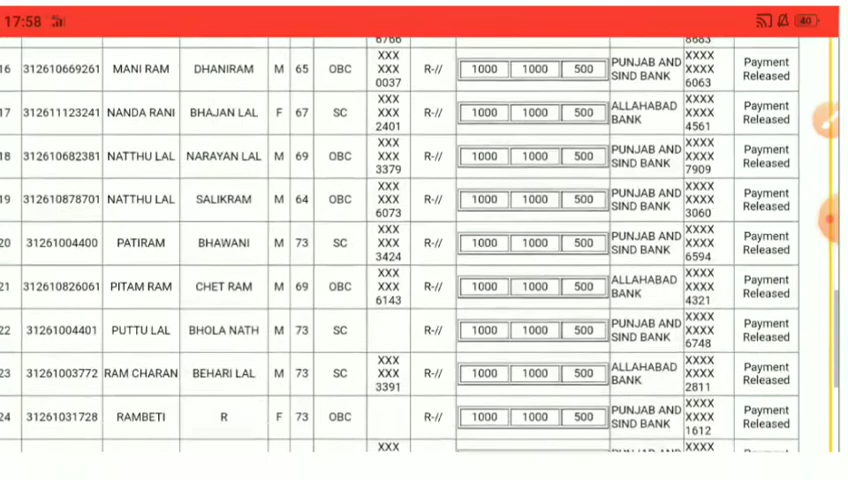 17:58 40
6766 8683
16 312610669261 MANI RAM DHANIRAM M 65 OBC XXX XXX 0037 R-// 1000 1000 500 PUNJAB AND SIND BANK XXXX XXXX 6063 Payment Released
17 312611123241 NANDA RANI BHAJAN LAL F 67 SC XXX XXX 2401 R-// 1000 1000 500 ALLAHABAD BANK XXXX XXXX 4561 Payment Released
18 312610682381 NATTHU LAL NARAYAN LAL M 69 OBC XXX XXX 3379 R-// 1000 1000 500 PUNJAB AND SIND BANK XXXX XXXX 7909 Payment Released
19 312610878701 NATTHU LAL SALIKRAM M 64 OBC XXX XXX 6073 R-// 1000 1000 500 PUNJAB AND SIND BANK XXXX XXXX 3060 Payment Released
20 31261004400 PATIRAM BHAWANI M 73 SC XXX XXX 3424 R-// 1000 1000 500 PUNJAB AND SIND BANK XXXX XXXX 6594 Payment Released
21 312610826061 PITAM RAM CHET RAM M 69 OBC XXX XXX 6143 R-// 1000 1000 500 ALLAHABAD BANK XXXX XXXX 4321 Payment Released
22 31261004401 PUTTU LAL BHOLA NATH M 73 SC R-// 1000 1000 500 PUNJAB AND SIND BANK XXXX XXXX 6748 Payment Released
23 31261003772 RAM CHARAN BEHARI LAL M 73 SC XXX XXX 3391 R-// 1000 1000 500 ALLAHABAD BANK XXXX XXXX 2811 Payment Released
24 31261031728 RAMBETI R F 73 OBC R-// 1000 1000 500 PUNJAB AND SIND BANK XXXX XXXX 1612 Payment Released
XXX XXXX